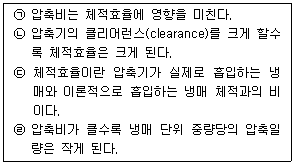 ㉠ 압축비는 체적효율에 영향을 미친다.
㉡ 압축기의 클리어런스(clearance)를 크게 할수
록 체적효율은 크게 된다.
㉢ 체적효율이란 압축기가 실제로 흡입하는 냉
매와 이론적으로 흡입하는 냉매 체적과의 비
이다.
㉣ 압축비가 클수록 냉매 단위 중량당의 압축일
량은 작게 된다.